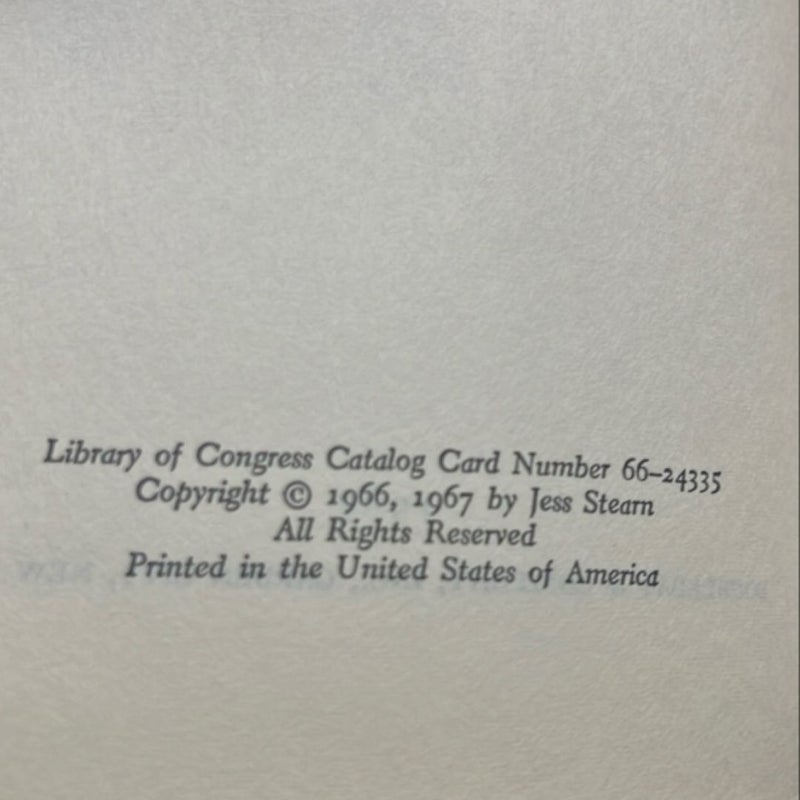 Library of Congress Catalog Card Number 66–24335
Copyright © 1966, 1967 by Jess Stearn
All Rights Reserved
Printed in the United States of America